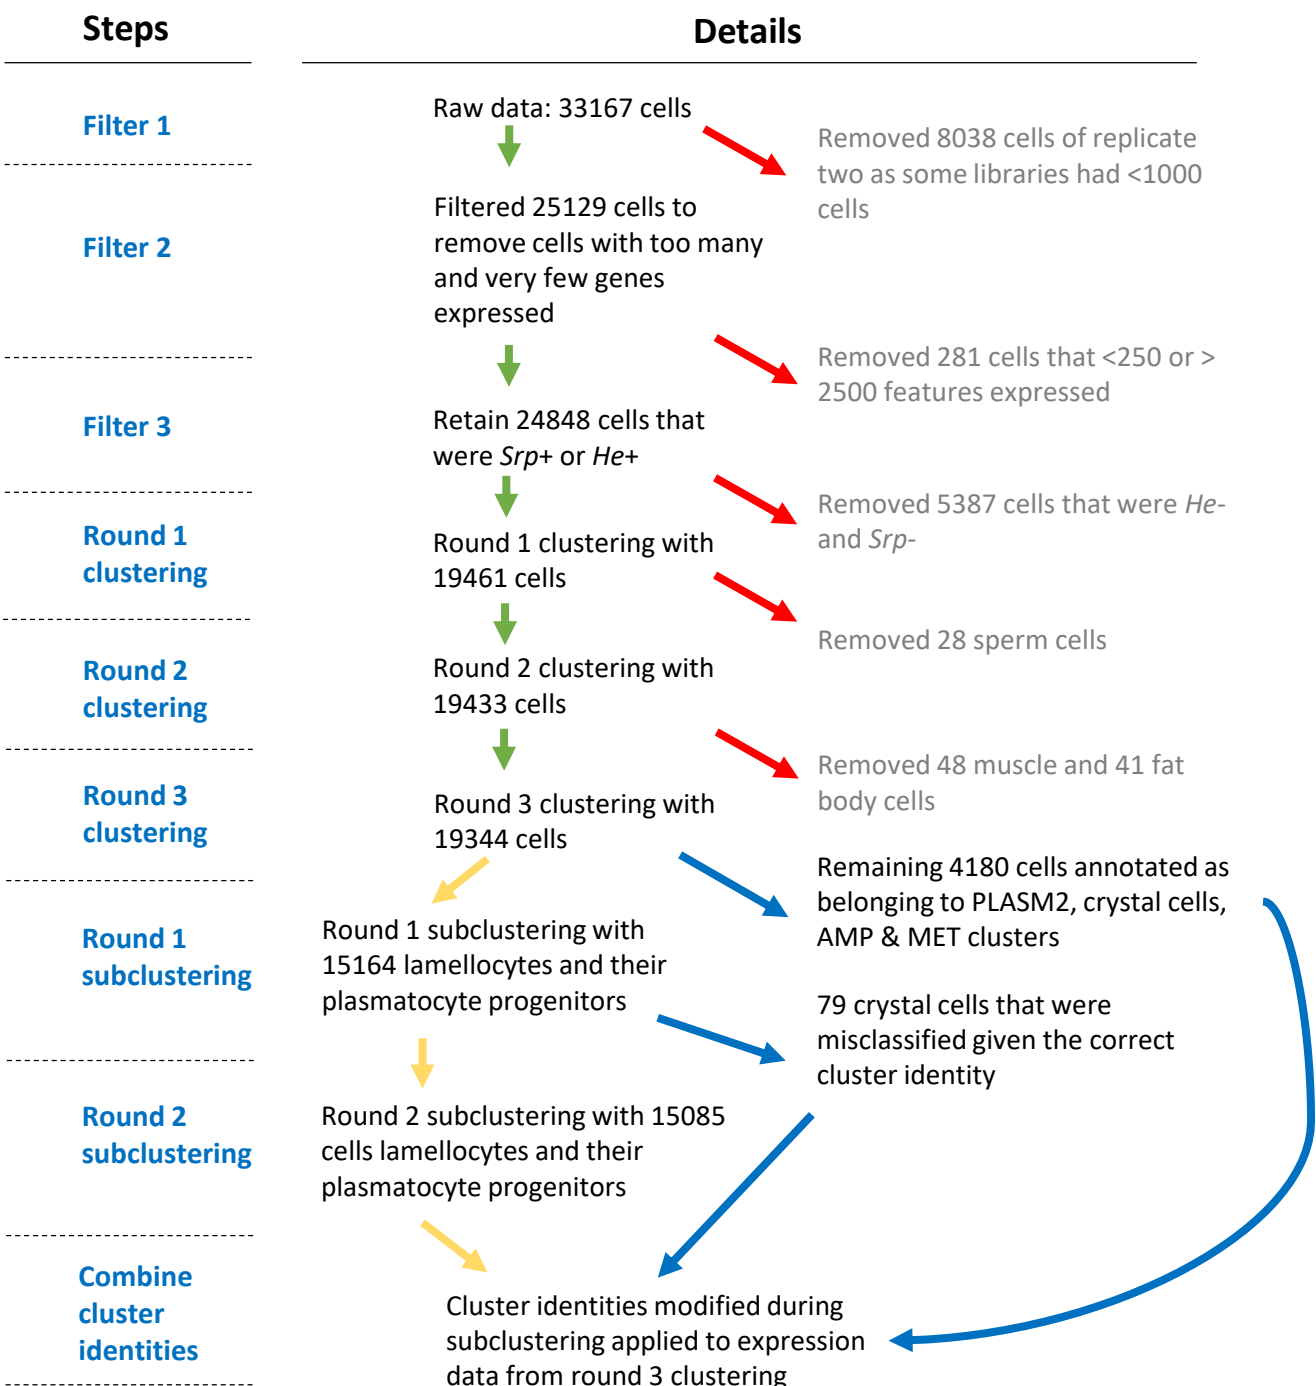 Steps
Details
Filter 1
Raw data: 33167 cells
Removed 8038 cells of replicate
two as some libraries had <1000
cells
Filter 2
Filtered 25129 cells to
remove cells with too many
and very few genes
expressed
Removed 281 cells that <250 or >
2500 features expressed
Filter 3
Retain 24848 cells that
were Srp+ or He+
Removed 5387 cells that were He-
and Srp-
Round 1
clustering
Round 1 clustering with
19461 cells
Removed 28 sperm cells
Round 2
clustering
Round 2 clustering with
19433 cells
Removed 48 muscle and 41 fat
body cells
Round 3
clustering
Round 3 clustering with
19344 cells
Remaining 4180 cells annotated as
belonging to PLASM2, crystal cells,
AMP & MET clusters
Round 1
subclustering
Round 1 subclustering with
15164 lamellocytes and their
plasmatocyte progenitors
79 crystal cells that were
misclassified given the correct
cluster identity
Round 2
subclustering
Round 2 subclustering with 15085
cells lamellocytes and their
plasmatocyte progenitors
Combine
cluster
identities
Cluster identities modified during
subclustering applied to expression
data from round 3 clustering